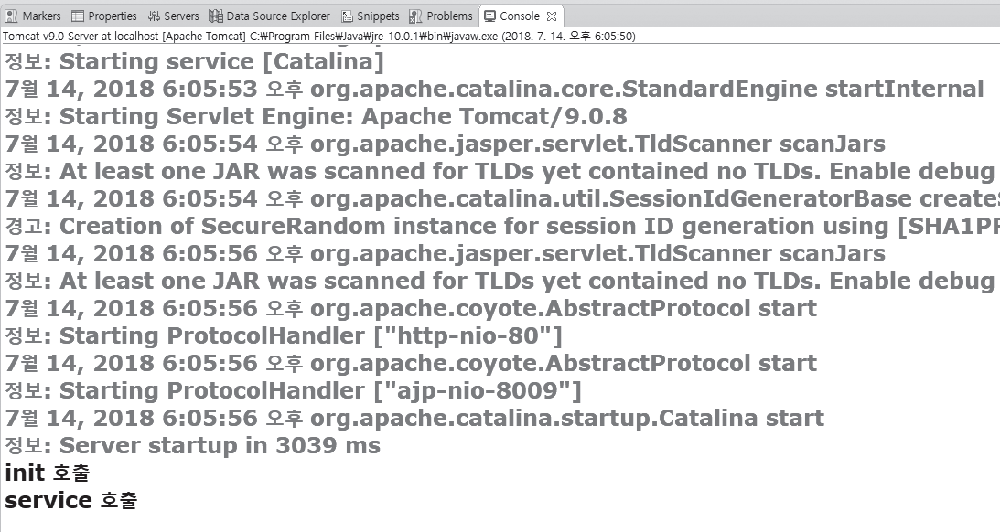 Markers Properties Servers Data Source Explorer Snippets Problems Console
Tomcat v9.0 Server at localhost [Apache Tomcat] C:₩Program Files₩Java₩jre-10.0.1₩bin₩javaw.exe (2018. 7. 14. 오후 6:05:50)
정보: Starting service [Catalina]
7월 14, 2018 6:05:53 오후 org.apache.catalina.core.StandardEngine startInternal
정보: Starting Servlet Engine: Apache Tomcat/9.0.8
7월 14, 2018 6:05:54 오후 org.apache.jasper.servlet.TldScanner scanJars
정보: At least one JAR was scanned for TLDs yet contained no TLDs. Enable debug
7월 14, 2018 6:05:54 오후 org.apache.catalina.util.SessionIdGeneratorBase createS
경고: Creation of SecureRandom instance for session ID generation using [SHA1PR
7월 14, 2018 6:05:56 오후 org.apache.jasper.servlet.TldScanner scanJars
정보: At least one JAR was scanned for TLDs yet contained no TLDs. Enable debug
7월 14, 2018 6:05:56 오후 org.apache.coyote.AbstractProtocol start
정보: Starting ProtocolHandler ["http-nio-80"]
7월 14, 2018 6:05:56 오후 org.apache.coyote.AbstractProtocol start
정보: Starting ProtocolHandler ["ajp-nio-8009"]
7월 14, 2018 6:05:56 오후 org.apache.catalina.startup.Catalina start
정보: Server startup in 3039 ms
init 호출
service 호출